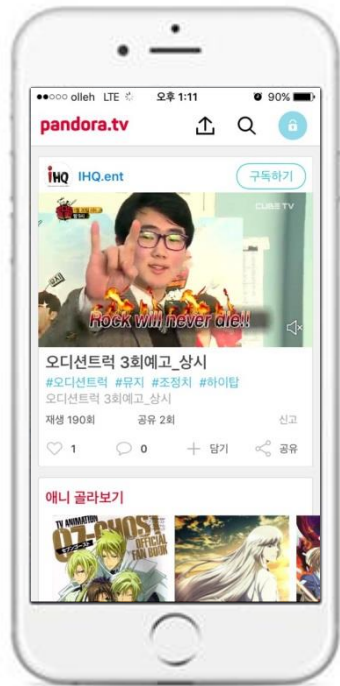 olleh LTE 오후 1:11 90%
pandora.tv
iHQ IHQ.ent 구독하기
CUBE TV
Rock will never die!!
오디션트럭 3회예고_상시
#오디션트럭 #뮤지 #조정치 #하이탑
오디션트럭 3회예고_상시
재생 190회 공유 2회 신고
1 0 담기 공유
애니 골라보기
TV ANIMATION
07-GHOST
OFFICIAL
FAN BOOK